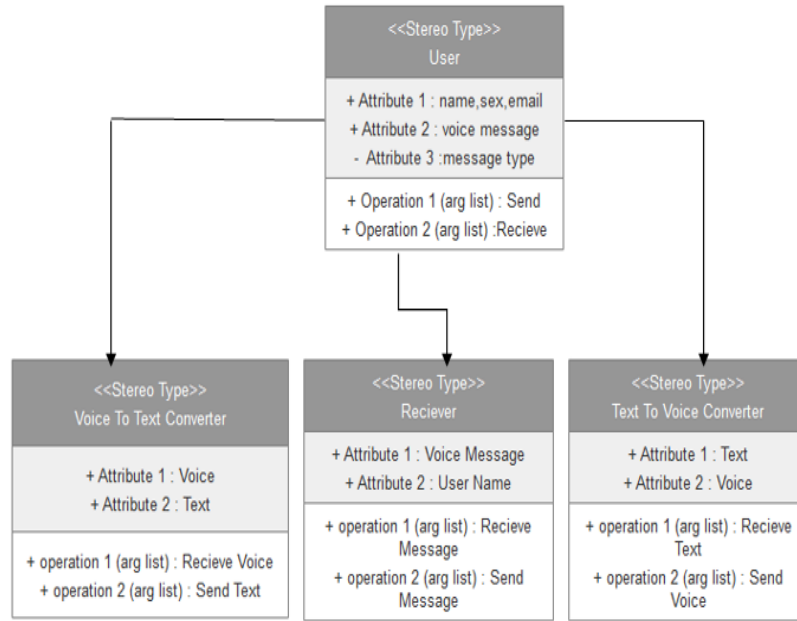 <<Stereo Type>>
User
+ Attribute 1 : name,sex,email
+ Attribute 2 : voice message
- Attribute 3 :message type
+ Operation 1 (arg list) : Send
+ Operation 2 (arg list) :Recieve
<<Stereo Type>>
Voice To Text Converter
+ Attribute 1 : Voice
+ Attribute 2 : Text
+ operation 1 (arg list) : Recieve Voice
+ operation 2 (arg list) : Send Text
<<Stereo Type>>
Reciever
+ Attribute 1 : Voice Message
+ Attribute 2 : User Name
+ operation 1 (arg list) : Recieve
Message
+ operation 2 (arg list) : Send
Message
<<Stereo Type>>
Text To Voice Converter
+ Attribute 1 : Text
+ Attribute 2 : Voice
+ operation 1 (arg list) : Recieve
Text
+ operation 2 (arg list) : Send
Voice